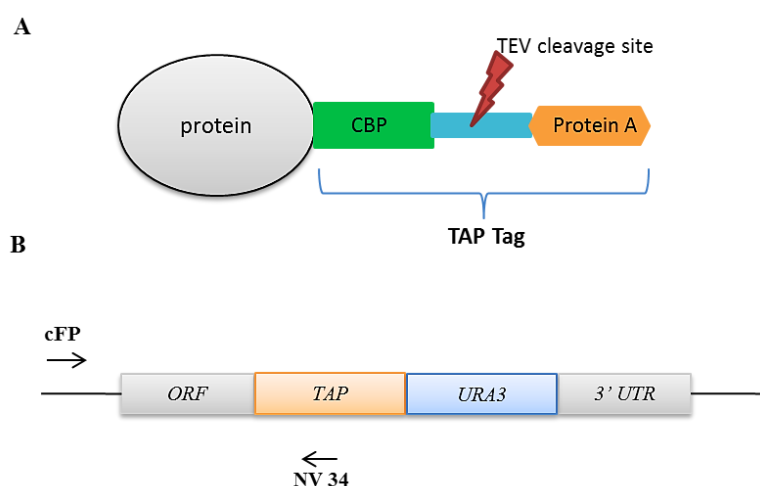 A
TEV cleavage site
protein
CBP
Protein A
TAP Tag
B
cFP
ORF
TAP
URA3
3’ UTR
NV 34